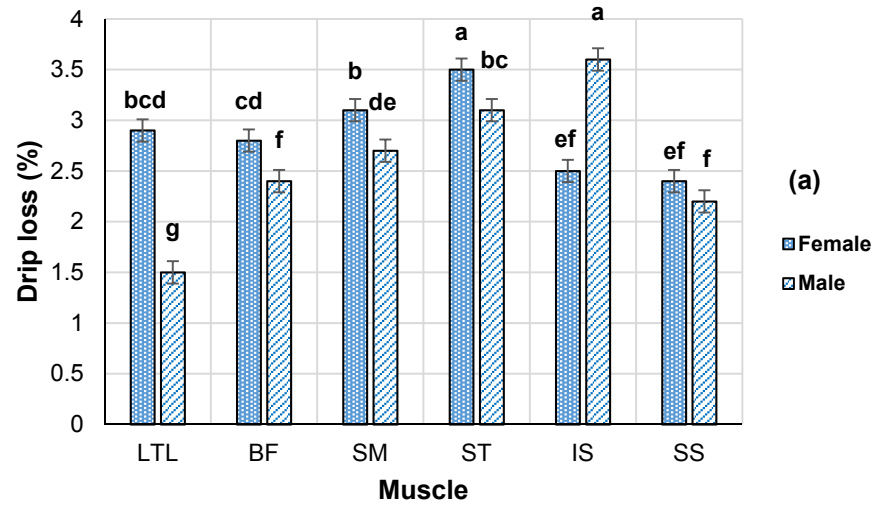 4
3.5
3
2.5
2
1.5
1
0.5
0
Drip loss (%)
bcd
g
cd
f
b
de
a
bc
ef
a
ef
f
LTL BF SM ST IS SS
Muscle
(a)
Female
Male